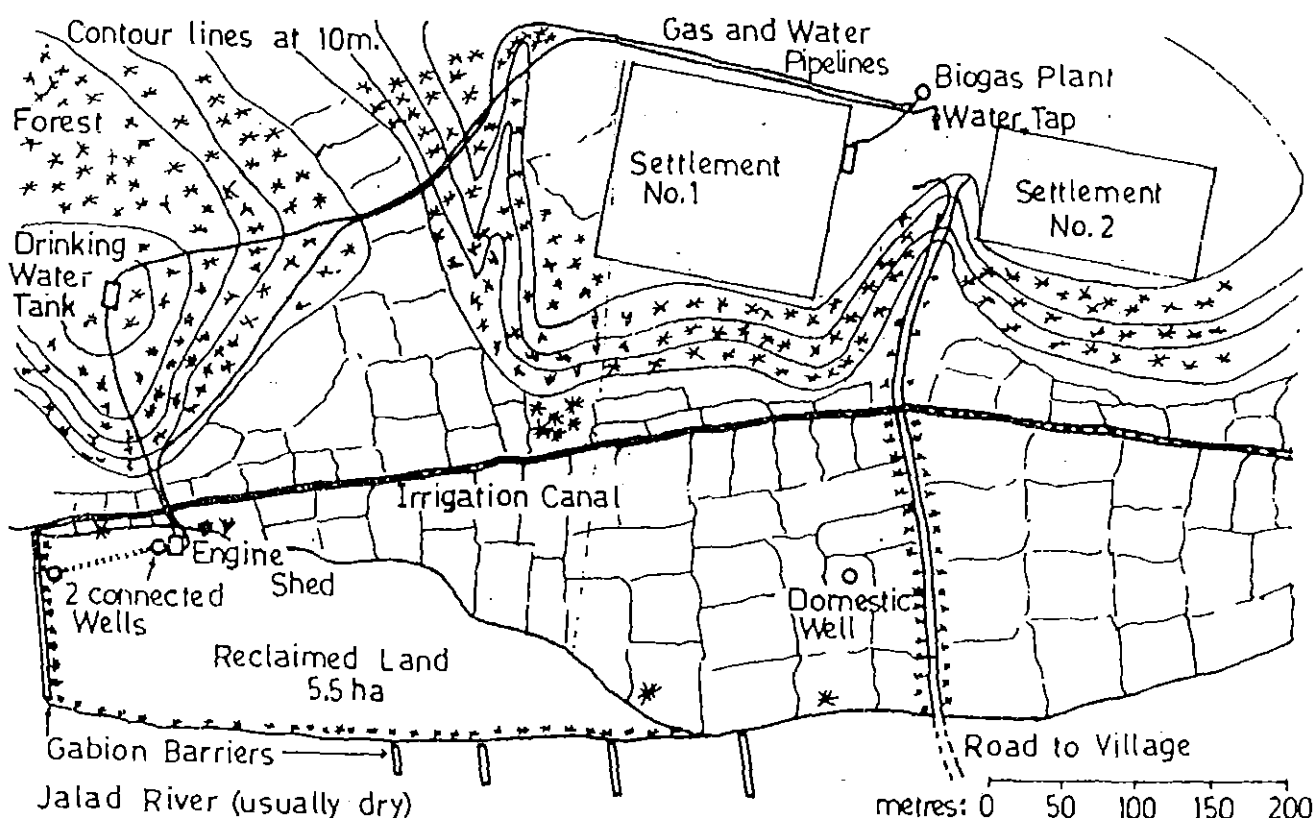 Contour lines at 10m.
Gas and Water
Pipelines
Biogas Plant
Water Tap
Forest
Settlement
No.1
Settlement
No. 2
Drinking
Water
Tank
Irrigation Canal
Engine
Shed
2 connected
Wells
Domestic
Well
Reclaimed Land
5.5 ha
Gabion Barriers
Road to Village
Jalad River (usually dry)
metres: 0 50 100 150 200